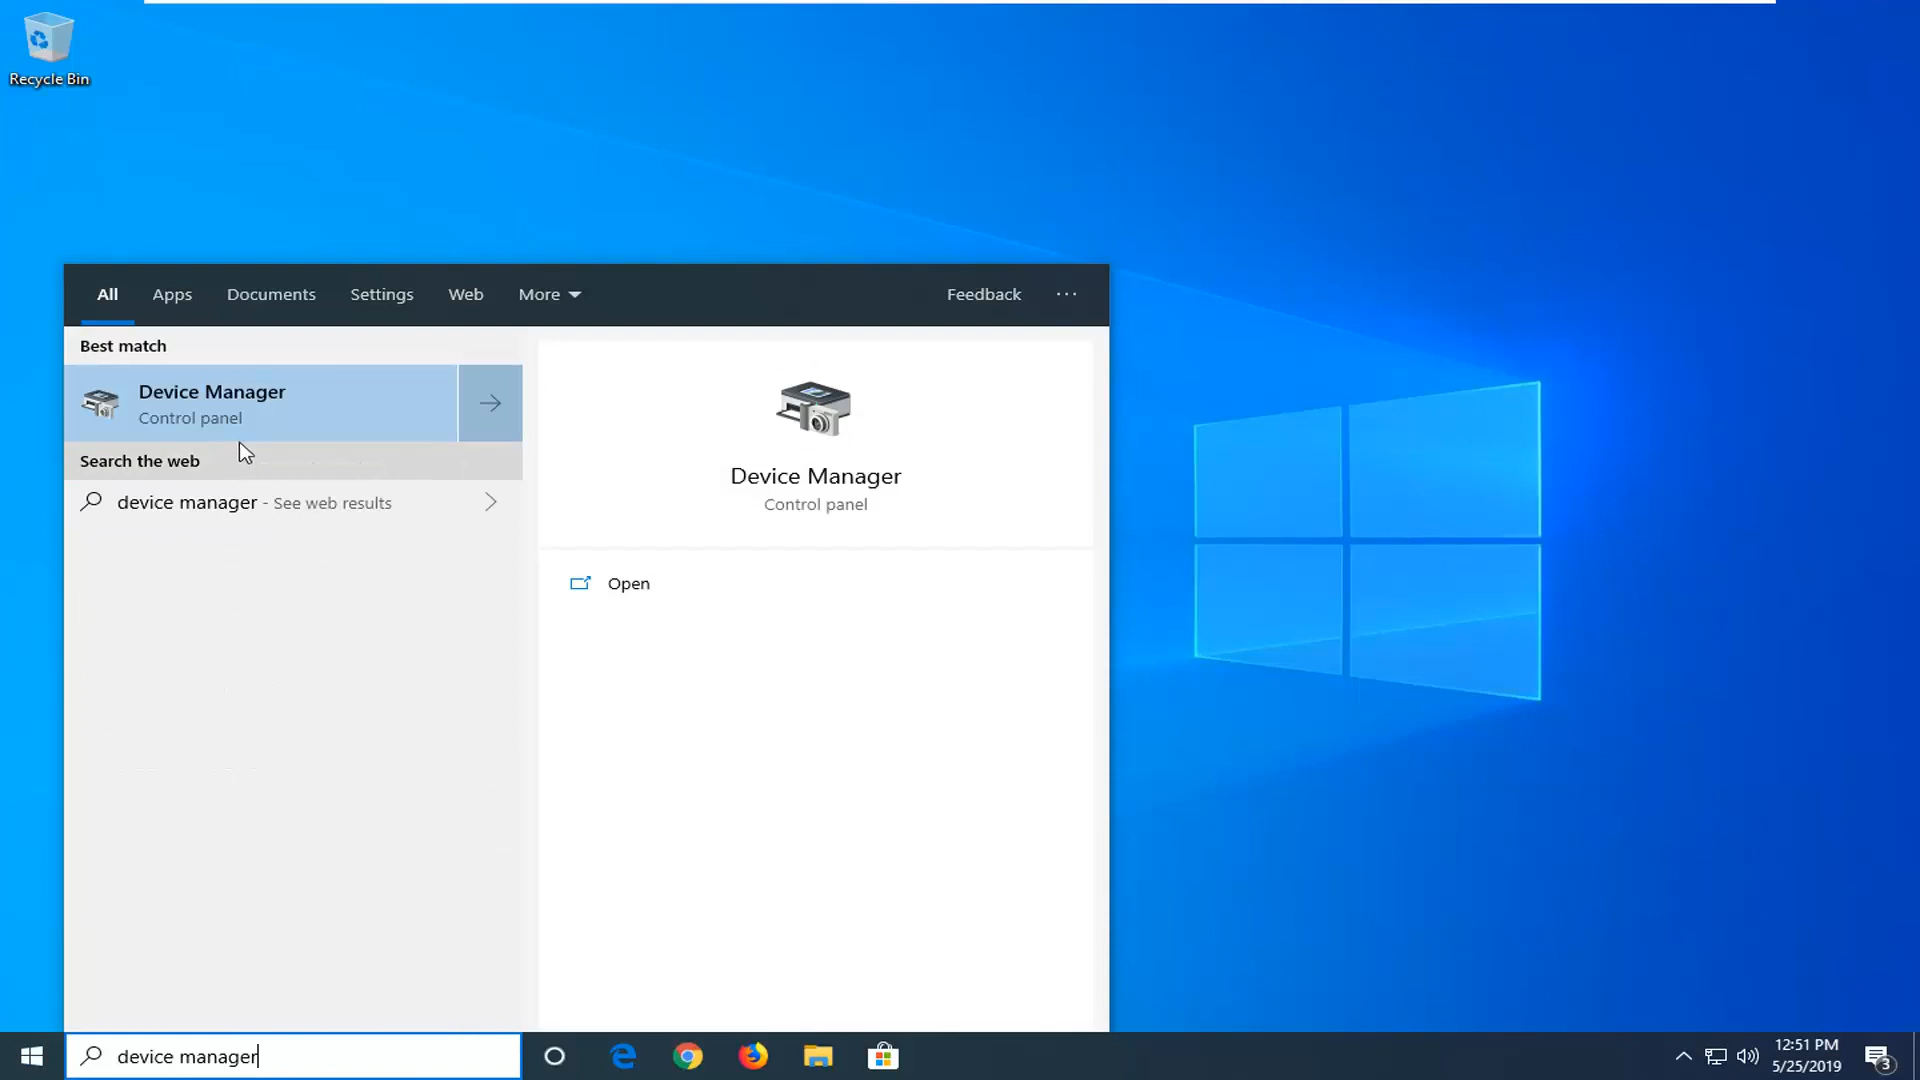 Recycle Bin
All Apps Documents Settings Web More Feedback ···
Best match
Device Manager
Control panel
Search the web
device manager - See web results
Device Manager
Control panel
Open
device manager
12:51 PM
5/25/2019
3